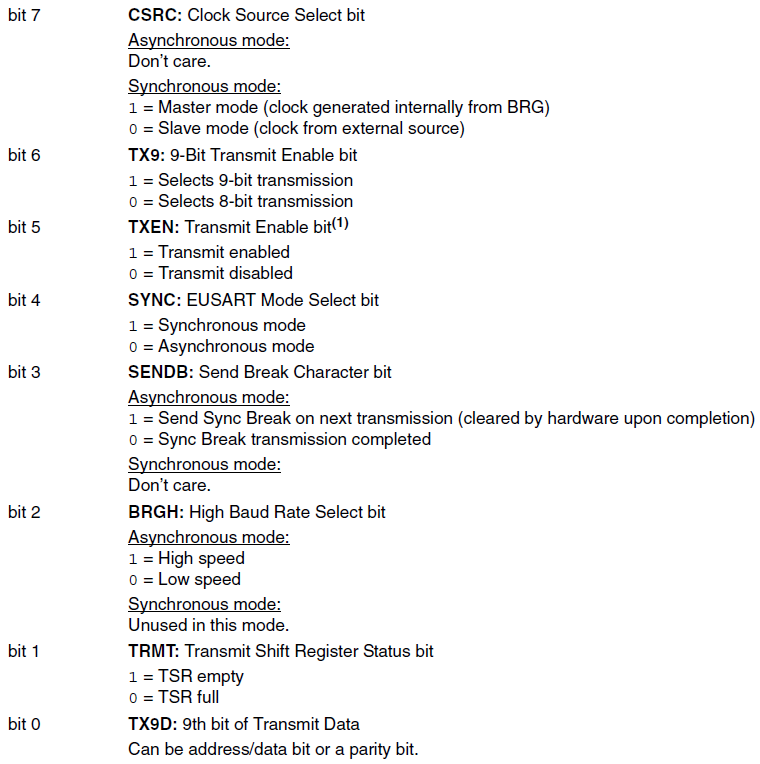 bit 7 CSRC: Clock Source Select bit
Asynchronous mode:
Don’t care.
Synchronous mode:
1 = Master mode (clock generated internally from BRG)
0 = Slave mode (clock from external source)
bit 6 TX9: 9-Bit Transmit Enable bit
1 = Selects 9-bit transmission
0 = Selects 8-bit transmission
bit 5 TXEN: Transmit Enable bit(1)
1 = Transmit enabled
0 = Transmit disabled
bit 4 SYNC: EUSART Mode Select bit
1 = Synchronous mode
0 = Asynchronous mode
bit 3 SENDB: Send Break Character bit
Asynchronous mode:
1 = Send Sync Break on next transmission (cleared by hardware upon completion)
0 = Sync Break transmission completed
Synchronous mode:
Don’t care.
bit 2 BRGH: High Baud Rate Select bit
Asynchronous mode:
1 = High speed
0 = Low speed
Synchronous mode:
Unused in this mode.
bit 1 TRMT: Transmit Shift Register Status bit
1 = TSR empty
0 = TSR full
bit 0 TX9D: 9th bit of Transmit Data
Can be address/data bit or a parity bit.